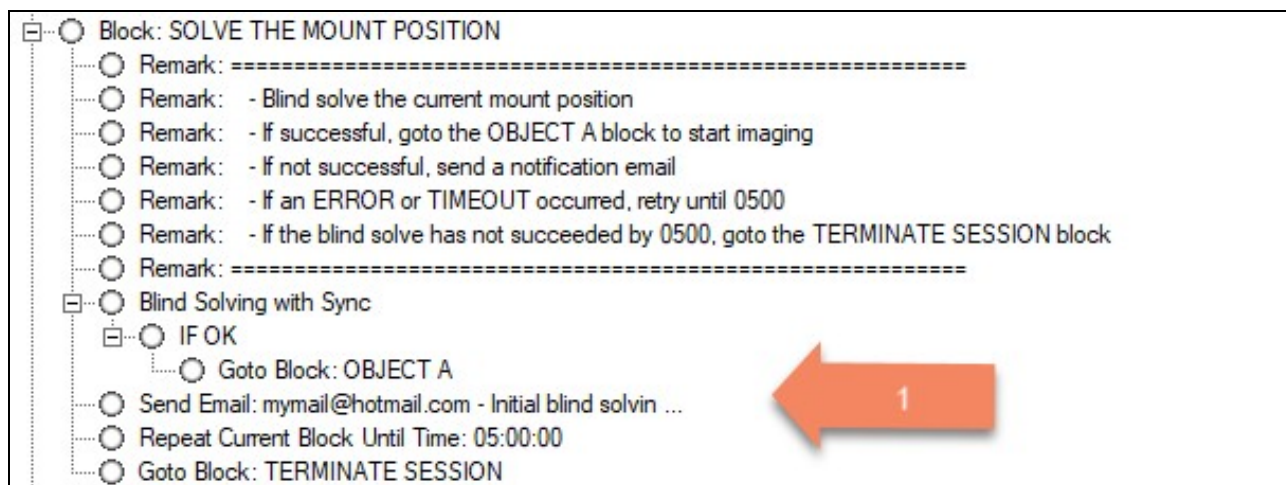 Block: SOLVE THE MOUNT POSITION
Remark: ==========================================================
Remark: - Blind solve the current mount position
Remark: - If successful, goto the OBJECT A block to start imaging
Remark: - If not successful, send a notification email
Remark: - If an ERROR or TIMEOUT occurred, retry until 0500
Remark: - If the blind solve has not succeeded by 0500, goto the TERMINATE SESSION block
Remark: ==========================================================
Blind Solving with Sync
IF OK
Goto Block: OBJECT A
Send Email: mymail@hotmail.com - Initial blind solvin ...
1
Repeat Current Block Until Time: 05:00:00
Goto Block: TERMINATE SESSION